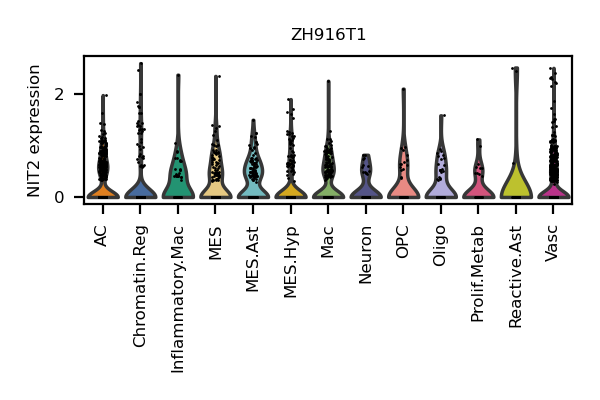 ZH916T1
NIT2 expression
2
0
AC
Chromatin.Reg
Inflammatory.Mac
MES
MES.Ast
MES.Hyp
Mac
Neuron
OPC
Oligo
Prolif.Metab
Reactive.Ast
Vasc